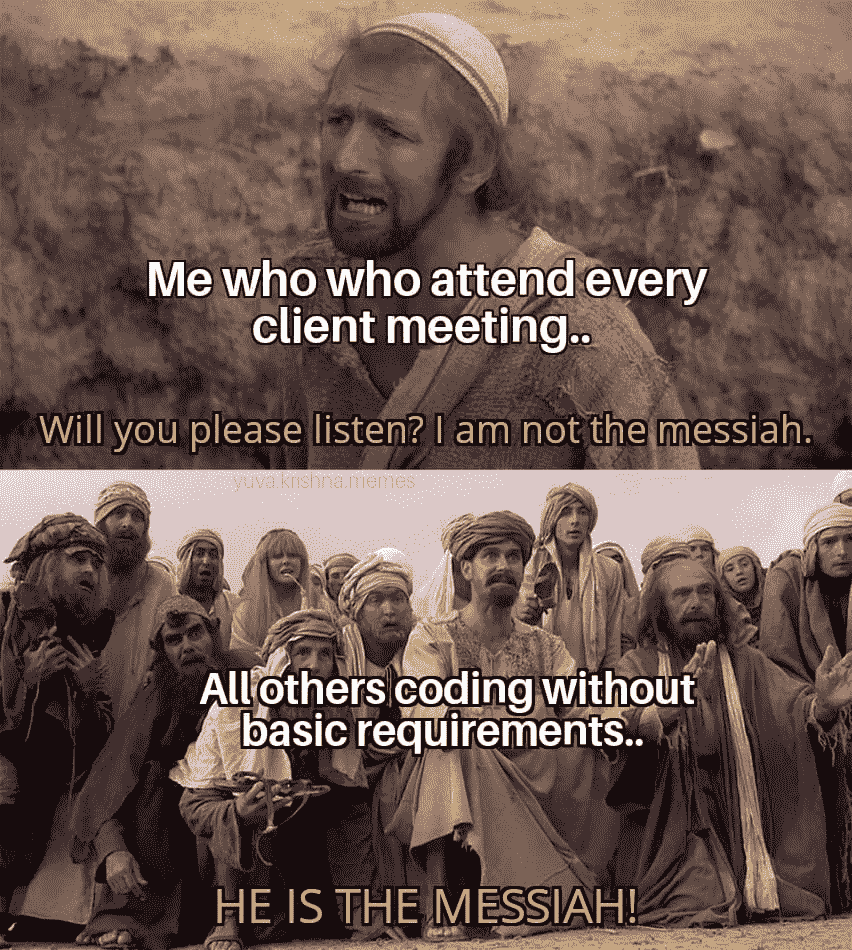 Me who who attend every
client meeting..
Will you please listen? I am not the messiah.
yuva.krishna.memes
All others coding without
basic requirements..
HE IS THE MESSIAH!